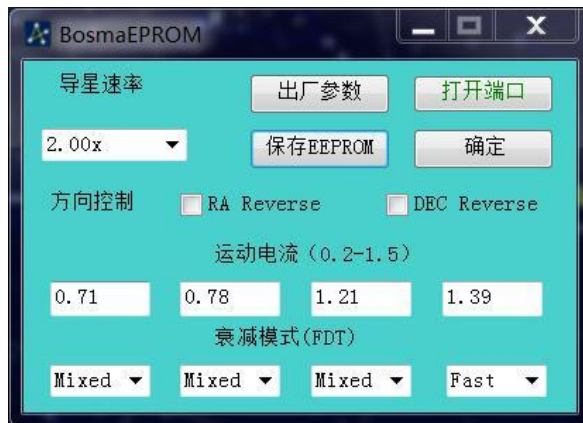 BosmaEPROM
导星速率 出厂参数 打开端口
2.00x 保存EEPROM 确定
方向控制 RA Reverse DEC Reverse
运动电流（0.2-1.5）
0.71 0.78 1.21 1.39
衰减模式(FDT)
Mixed Mixed Mixed Fast